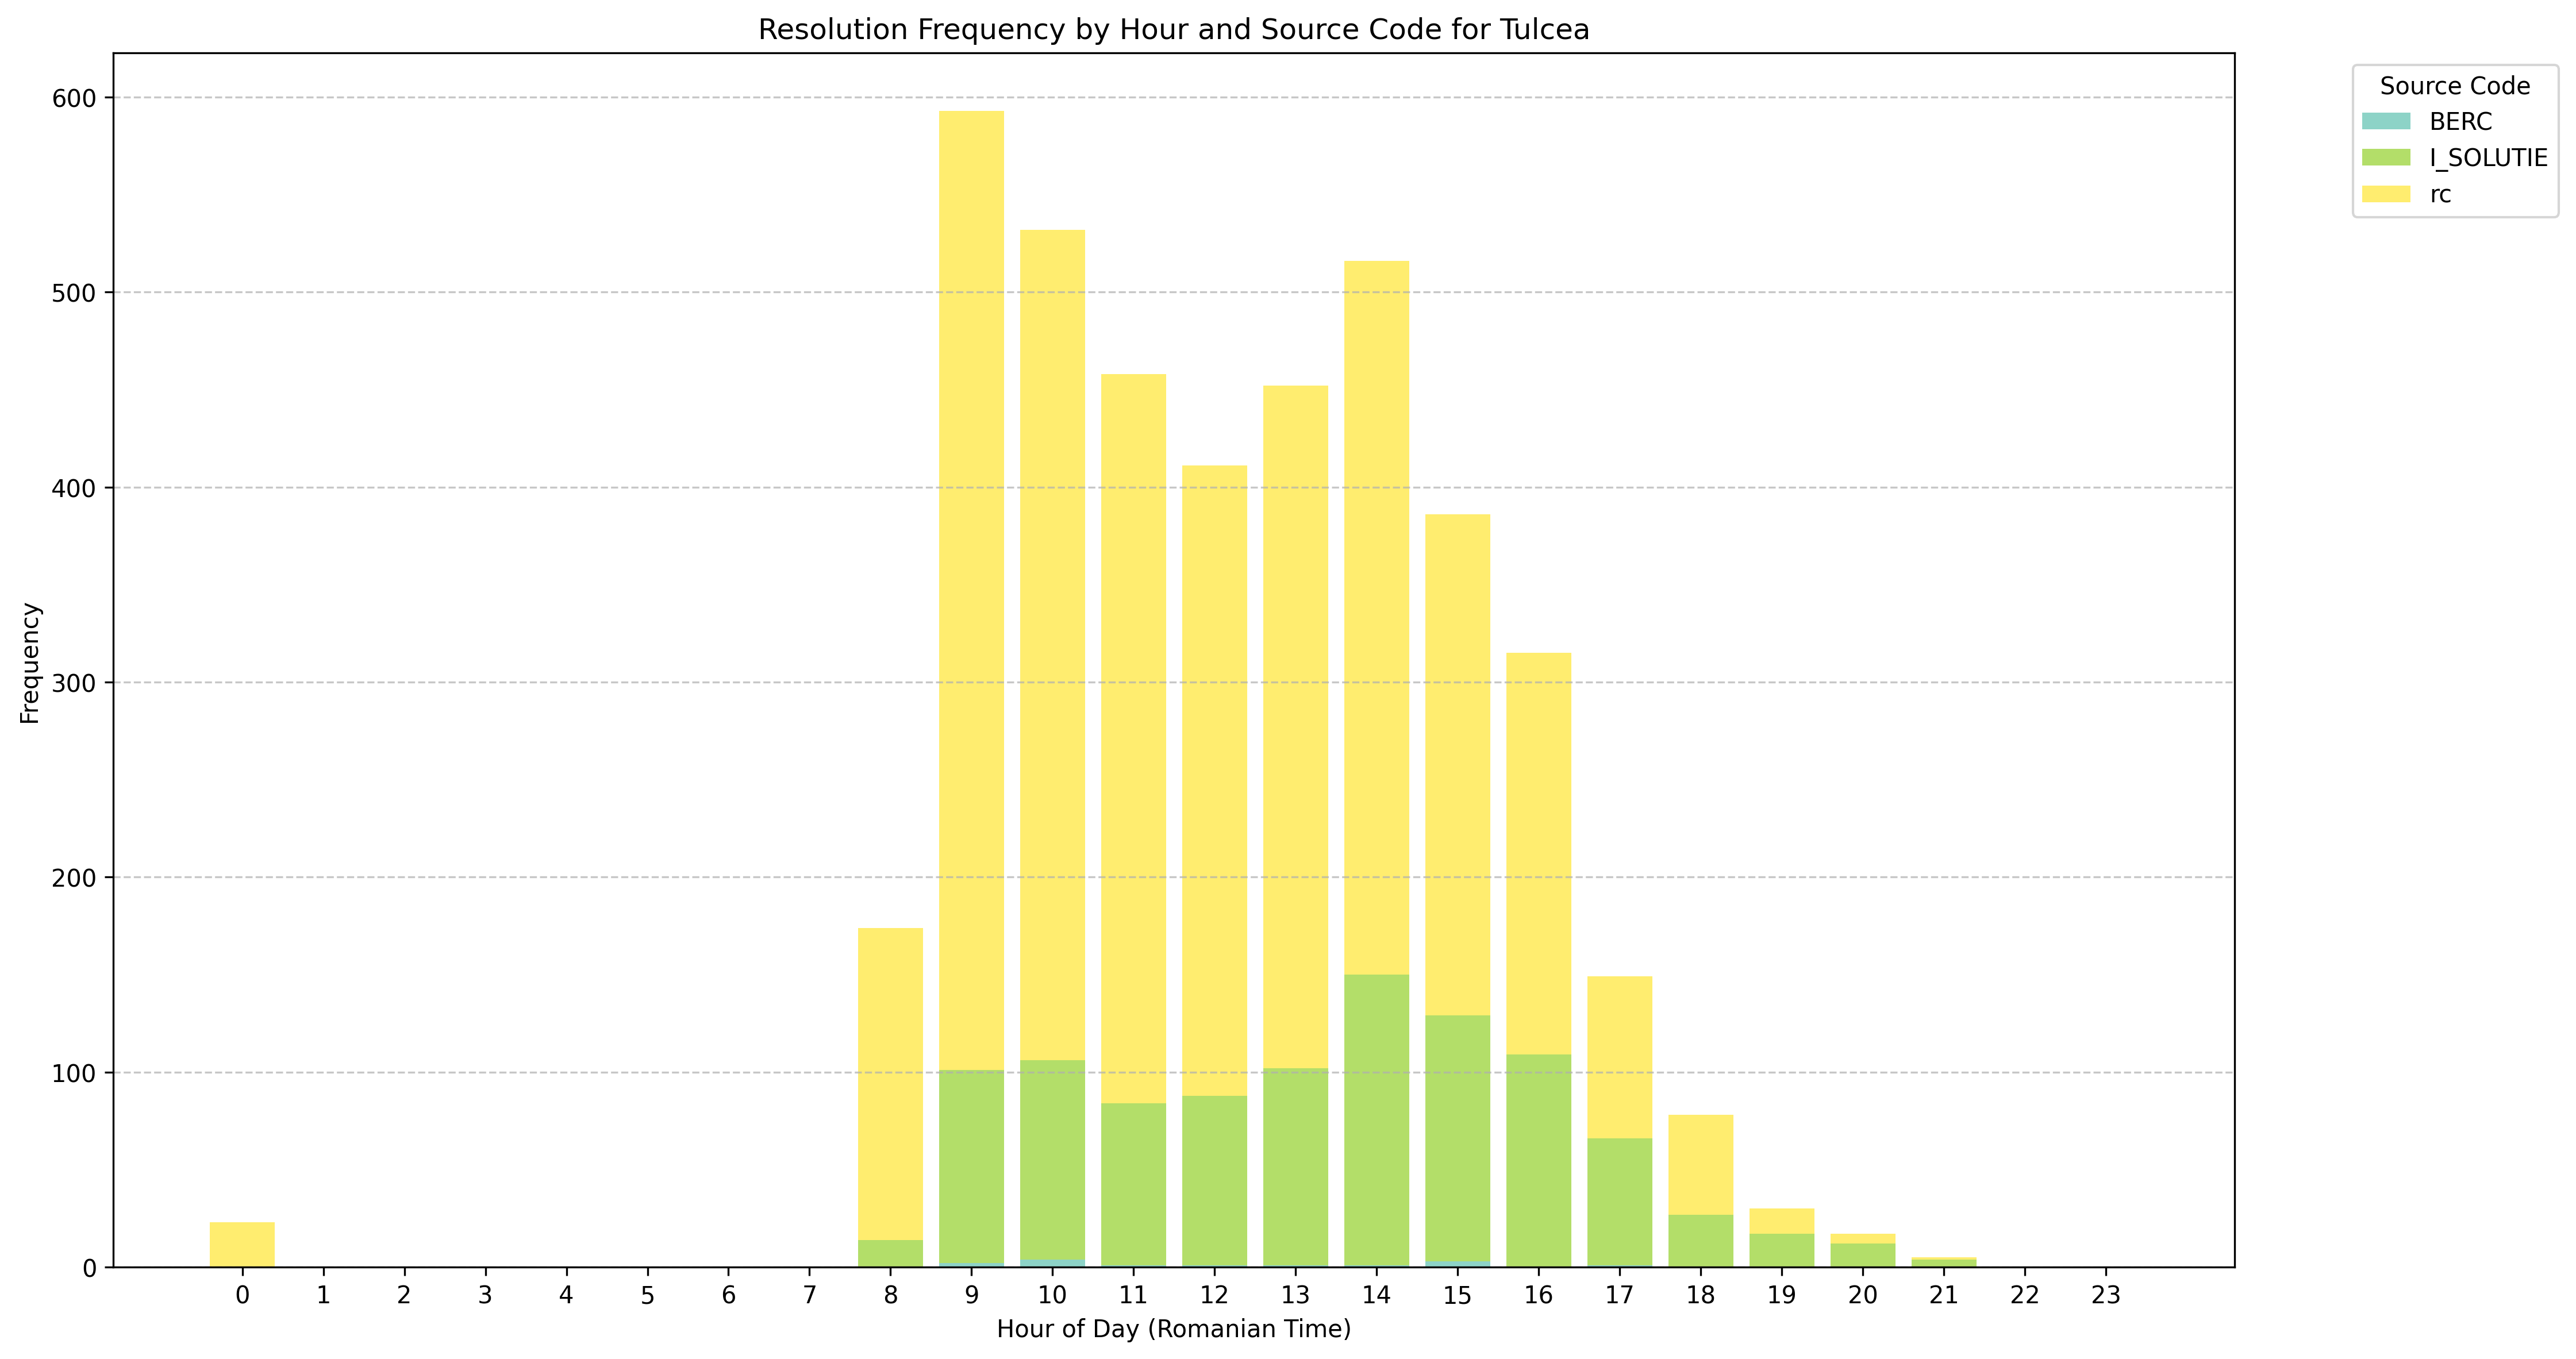 Resolution Frequency by Hour and Source Code for Tulcea
Source Code
BERC
I_SOLUTIE
rc
Frequency
600
500
400
300
200
100
0
0 1 2 3 4 5 6 7 8 9 10 11 12 13 14 15 16 17 18 19 20 21 22 23
Hour of Day (Romanian Time)